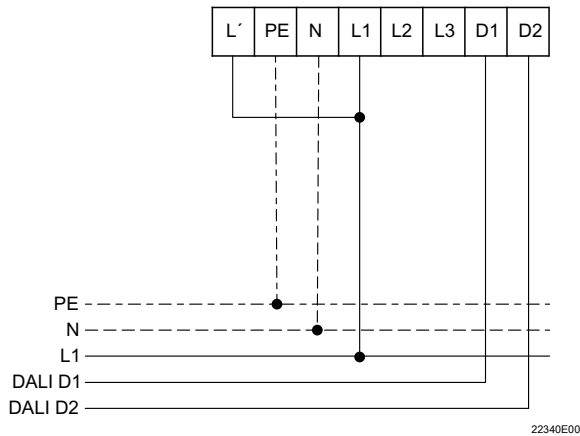 L´ PE N L1 L2 L3 D1 D2
PE
N
L1
DALI D1
DALI D2
22340E00